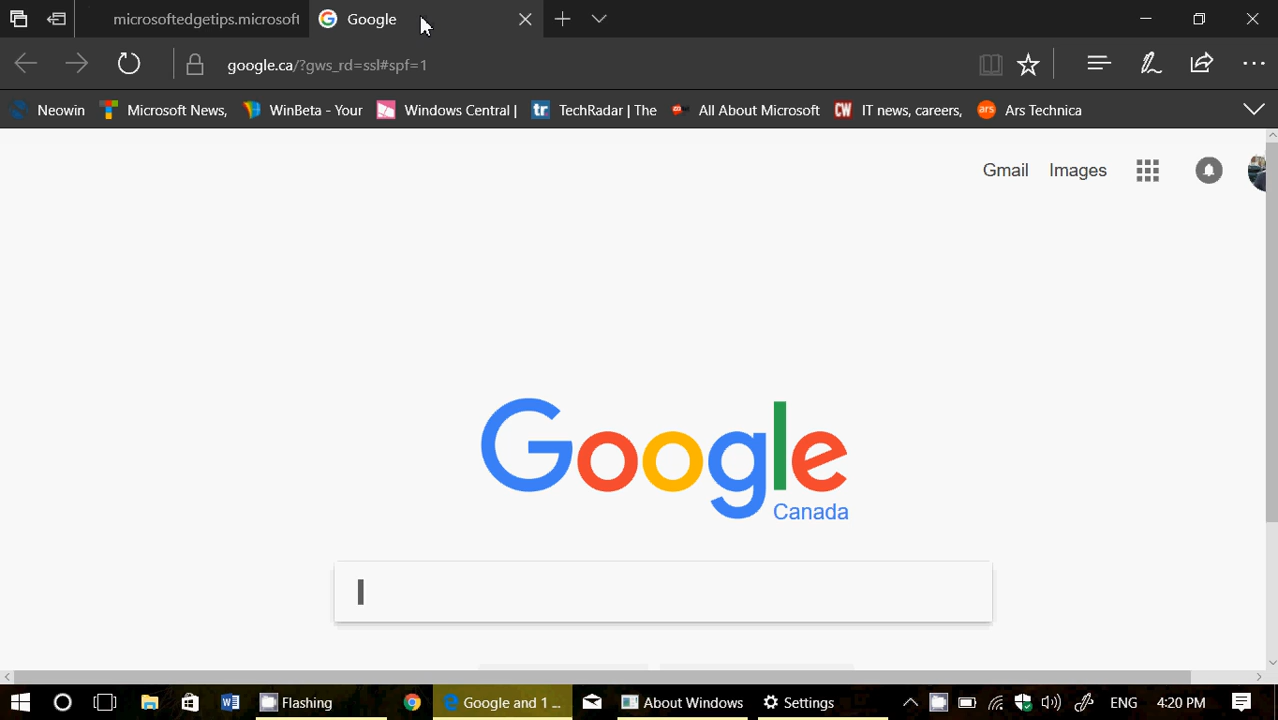 microsoftedgetips.microsoft Google
google.ca/?gws_rd=ssl#spf=1
Neowin Microsoft News, WinBeta - Your Windows Central | TechRadar | The All About Microsoft CW IT news, careers, ars Ars Technica
Gmail Images
Google
Canada
Flashing Google and 1 ... About Windows Settings ENG 4:20 PM